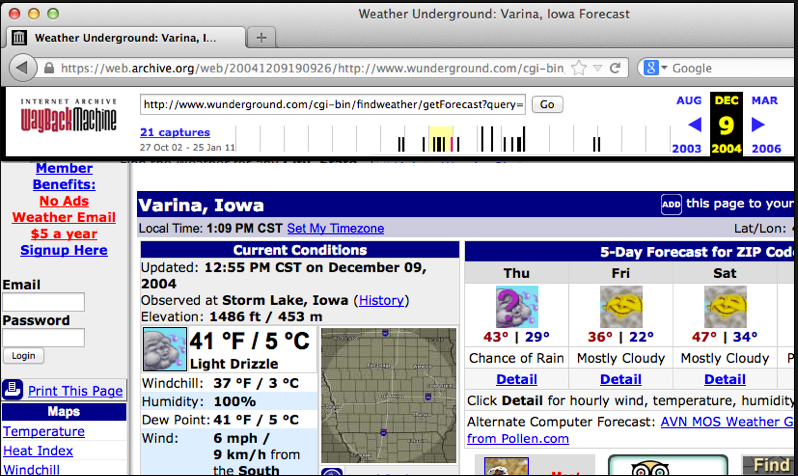 Weather Underground: Varina, Iowa Forecast
Weather Underground: Varina, I...
https://web.archive.org/web/20041209190926/http://www.wunderground.com/cgi-bin
Google
INTERNET ARCHIVE
WayBackMachine
http://www.wunderground.com/cgi-bin/findweather/getForecast?query=
Go
21 captures
27 Oct 02 - 25 Jan 11
AUG DEC MAR
9
2003 2004 2006
Member
Benefits:
No Ads
Weather Email
$5 a year
Signup Here
Email
Password
Login
Print This Page
Maps
Temperature
Heat Index
Windchill
Varina, Iowa
ADD this page to your
Local Time: 1:09 PM CST Set My Timezone
Lat/Lon:
Current Conditions
Updated: 12:55 PM CST on December 09,
2004
Observed at Storm Lake, Iowa (History)
Elevation: 1486 ft / 453 m
41 °F / 5 °C
Light Drizzle
Windchill: 37 °F / 3 °C
Humidity: 100%
Dew Point: 41 °F / 5 °C
Wind: 6 mph /
9 km/h from
the South
5-Day Forecast for ZIP Cod
Thu Fri Sat
43° | 29° 36° | 22° 47° | 34°
Chance of Rain Mostly Cloudy Mostly Cloudy P
Detail Detail Detail
Click Detail for hourly wind, temperature, humidity
Alternate Computer Forecast: AVN MOS Weather G
from Pollen.com
Find